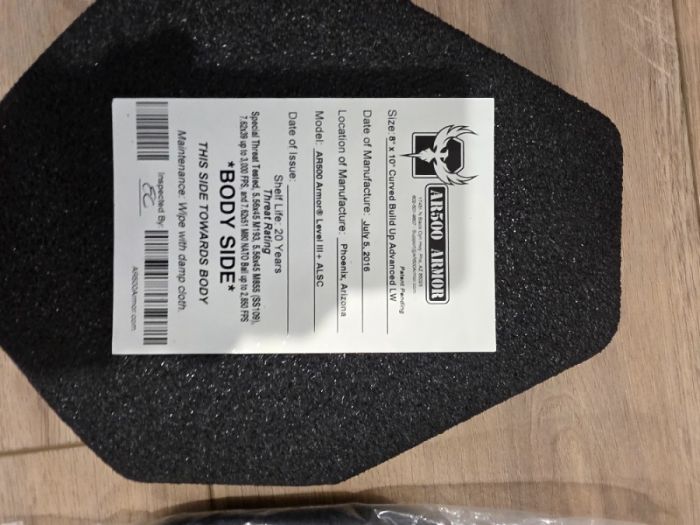 AR500 ARMOR
Patent Pending
Size: 8" x 10" Curved Build Up Advanced LW
Date of Manufacture: July 5, 2016
Location of Manufacture: Phoenix, Arizona
Model: AR500 Armor® Level III+ ALSC
Date of Issue:
Shelf Life 20 Years
Threat Rating
Special Threat Tested, 5.56x45 M193, 5.56x45 M855 (SS109),
7.62x39 up to 3,000 FPS, and 7.62x51 M80 NATO Ball up to 2,850 FPS
*BODY SIDE*
THIS SIDE TOWARDS BODY
Maintenance: Wipe with damp cloth.
Inspected By:
AR500Armor.com